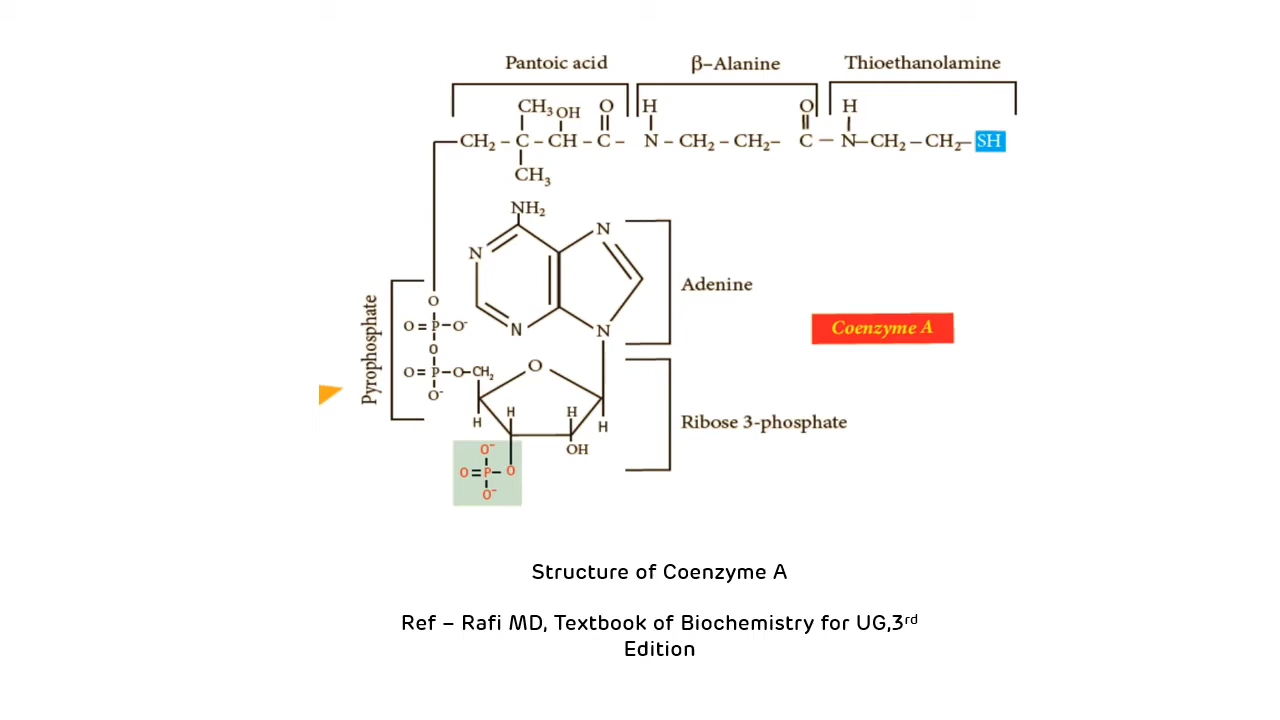 Pantoic acid β–Alanine Thioethanolamine
CH₃ OH O H O H
CH₂ – C – CH – C – N – CH₂ – CH₂– C – N–CH₂ – CH₂– SH
CH₃
NH₂
N N
Adenine
N N
Pyrophosphate
O
O=P–O⁻
O
O=P–O–CH₂
O⁻
O
H H H H
OH
Ribose 3-phosphate
O⁻
O=P–O
O⁻
Coenzyme A
Structure of Coenzyme A
Ref – Rafi MD, Textbook of Biochemistry for UG,3ʳᵈ
Edition